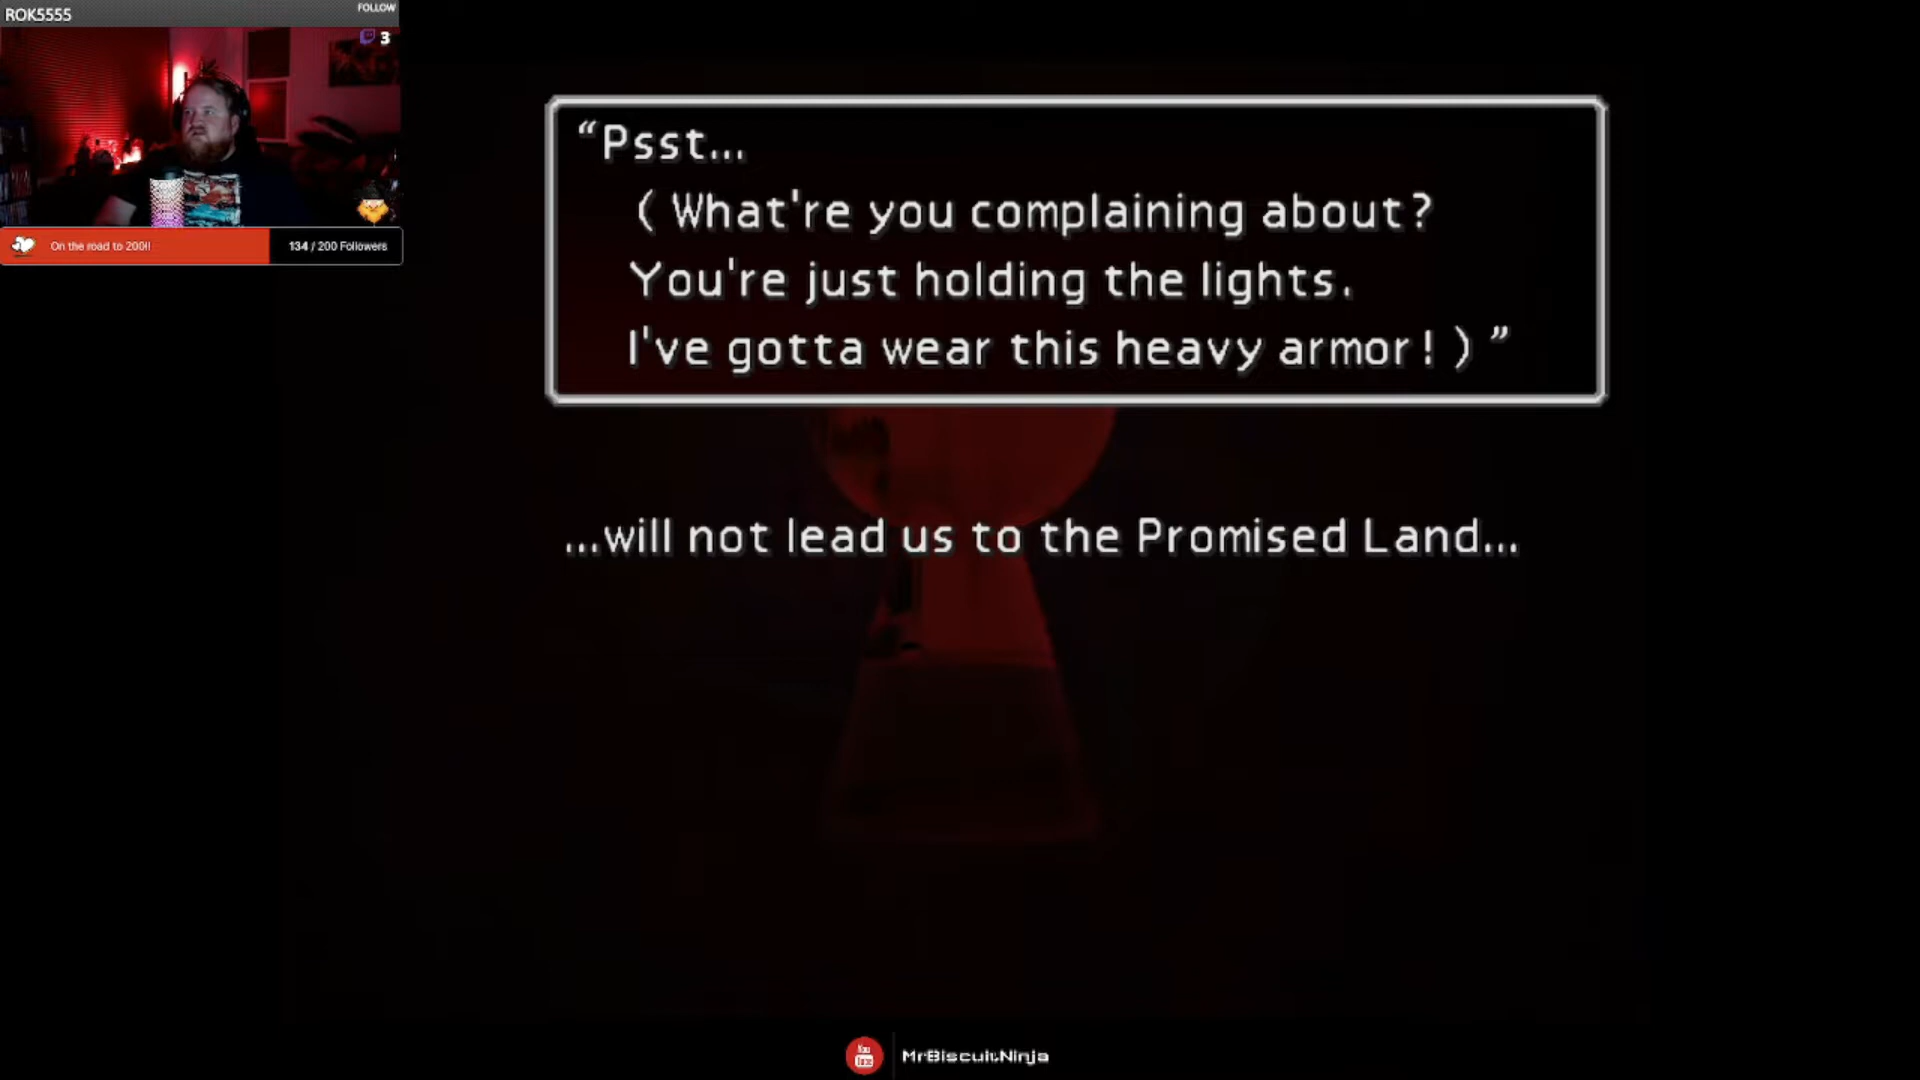 ROK5555
FOLLOW
3
On the road to 200!!
134 / 200 Followers
“Psst...
( What're you complaining about?
You're just holding the lights.
I've gotta wear this heavy armor! ) ”
...will not lead us to the Promised Land...
You
Tube
MrBiscuitNinja